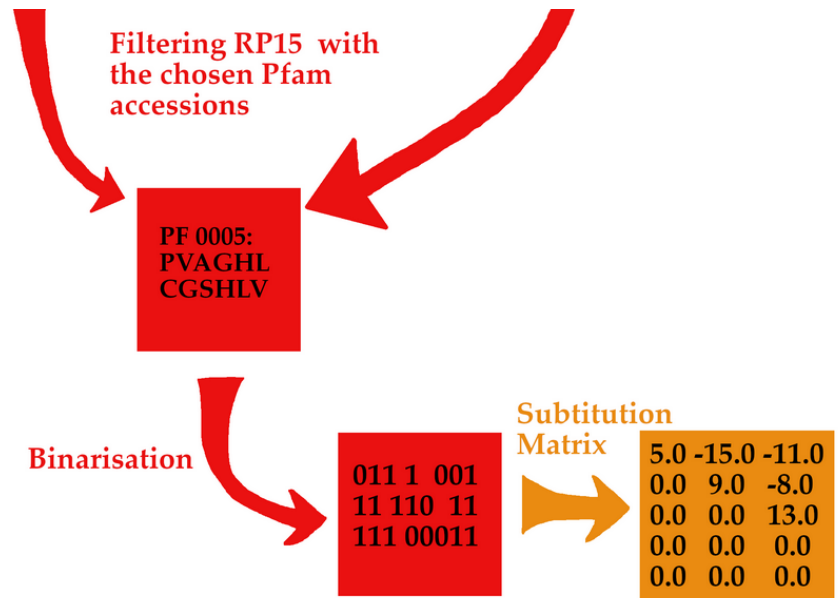 Filtering RP15 with
the chosen Pfam
accessions
PF 0005:
PVAGHL
CGSHLV
Binarisation
011 1 001
11 110 11
111 00011
Subtitution
Matrix
5.0 -15.0 -11.0
0.0 9.0 -8.0
0.0 0.0 13.0
0.0 0.0 0.0
0.0 0.0 0.0